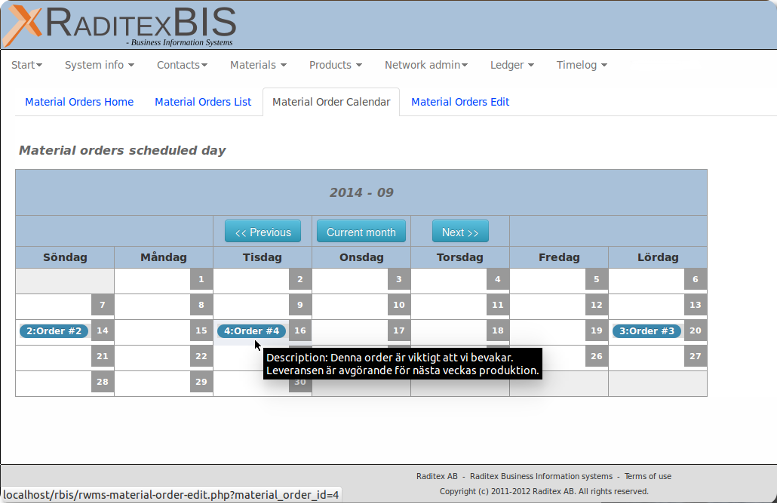 RADITEXBIS
- Business Information Systems
Start System info Contacts Materials Products Network admin Ledger Timelog
Material Orders Home Material Orders List Material Order Calendar Material Orders Edit
Material orders scheduled day
2014 - 09
<< Previous Current month Next >>
Söndag Måndag Tisdag Onsdag Torsdag Fredag Lördag
1 2 3 4 5 6
7 8 9 10 11 12 13
2:Order #2 14 15 4:Order #4 16 17 18 19 3:Order #3 20
21 22 26 27
Description: Denna order är viktigt att vi bevakar.
Leveransen är avgörande för nästa veckas produktion.
28 29 30
Raditex AB - Raditex Business Information systems - Terms of use
Copyright (c) 2011-2012 Raditex AB. All rights reserved.
localhost/rbis/rwms-material-order-edit.php?material_order_id=4